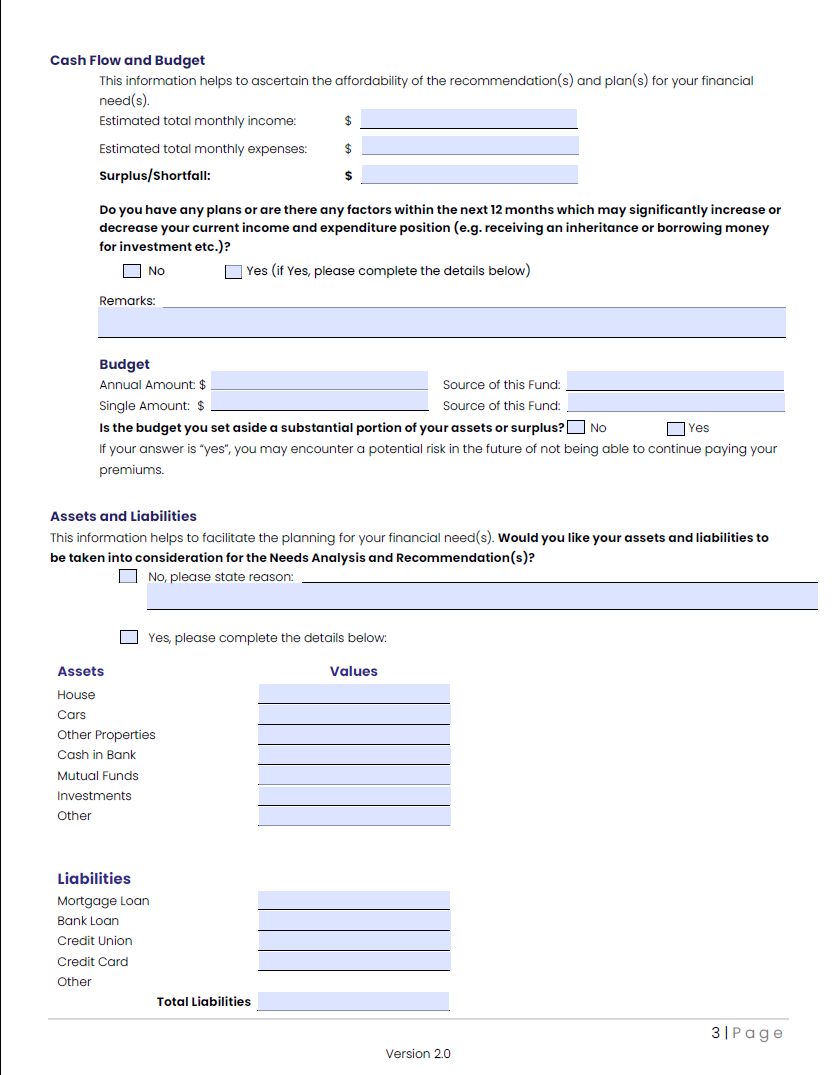 Cash Flow and Budget
This information helps to ascertain the affordability of the recommendation(s) and plan(s) for your financial
need(s).
Estimated total monthly income: $
Estimated total monthly expenses: $
Surplus/Shortfall: $
Do you have any plans or are there any factors within the next 12 months which may significantly increase or
decrease your current income and expenditure position (e.g. receiving an inheritance or borrowing money
for investment etc.)?
No Yes (if Yes, please complete the details below)
Remarks:
Budget
Annual Amount: $ Source of this Fund:
Single Amount: $ Source of this Fund:
Is the budget you set aside a substantial portion of your assets or surplus? No Yes
If your answer is “yes”, you may encounter a potential risk in the future of not being able to continue paying your
premiums.
Assets and Liabilities
This information helps to facilitate the planning for your financial need(s). Would you like your assets and liabilities to
be taken into consideration for the Needs Analysis and Recommendation(s)?
No, please state reason:
Yes, please complete the details below:
Assets Values
House
Cars
Other Properties
Cash in Bank
Mutual Funds
Investments
Other
Liabilities
Mortgage Loan
Bank Loan
Credit Union
Credit Card
Other
Total Liabilities
3 | Page
Version 2.0